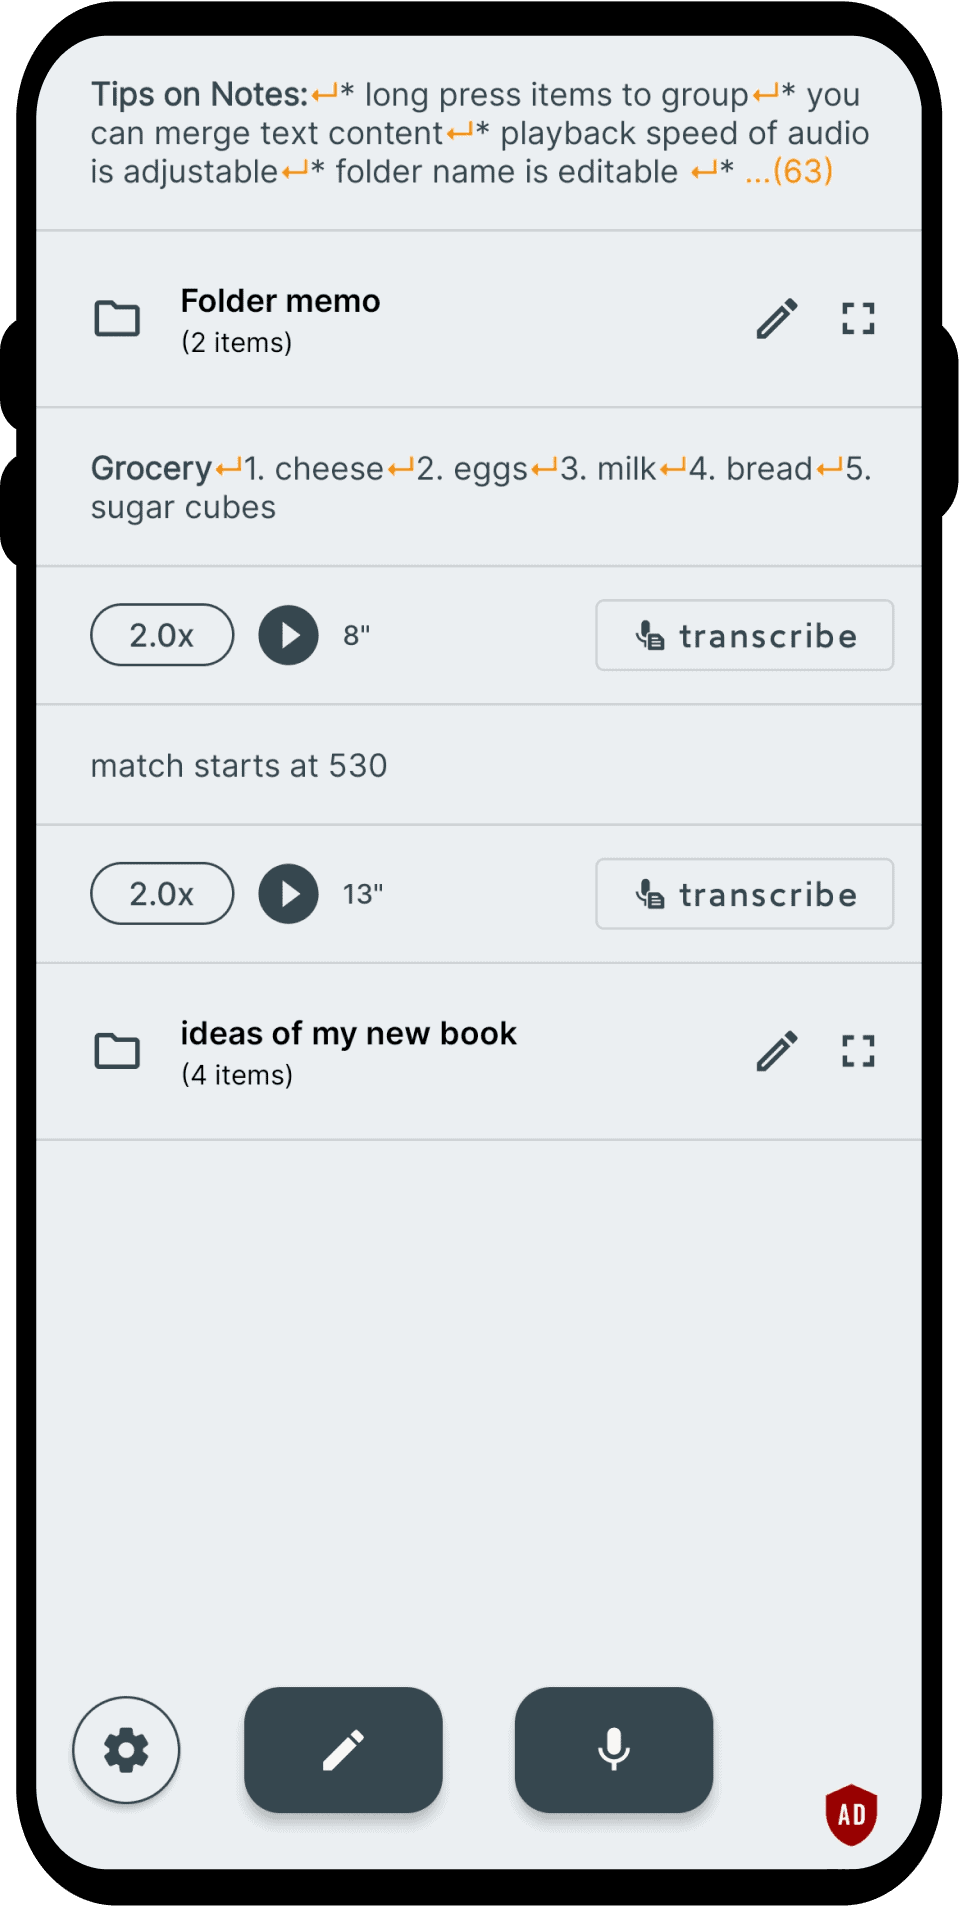 Tips on Notes:↵* long press items to group↵* you
can merge text content↵* playback speed of audio
is adjustable↵* folder name is editable ↵* ...(63)
Folder memo
(2 items)
Grocery↵1. cheese↵2. eggs↵3. milk↵4. bread↵5.
sugar cubes
2.0x 8" transcribe
match starts at 530
2.0x 13" transcribe
ideas of my new book
(4 items)
AD